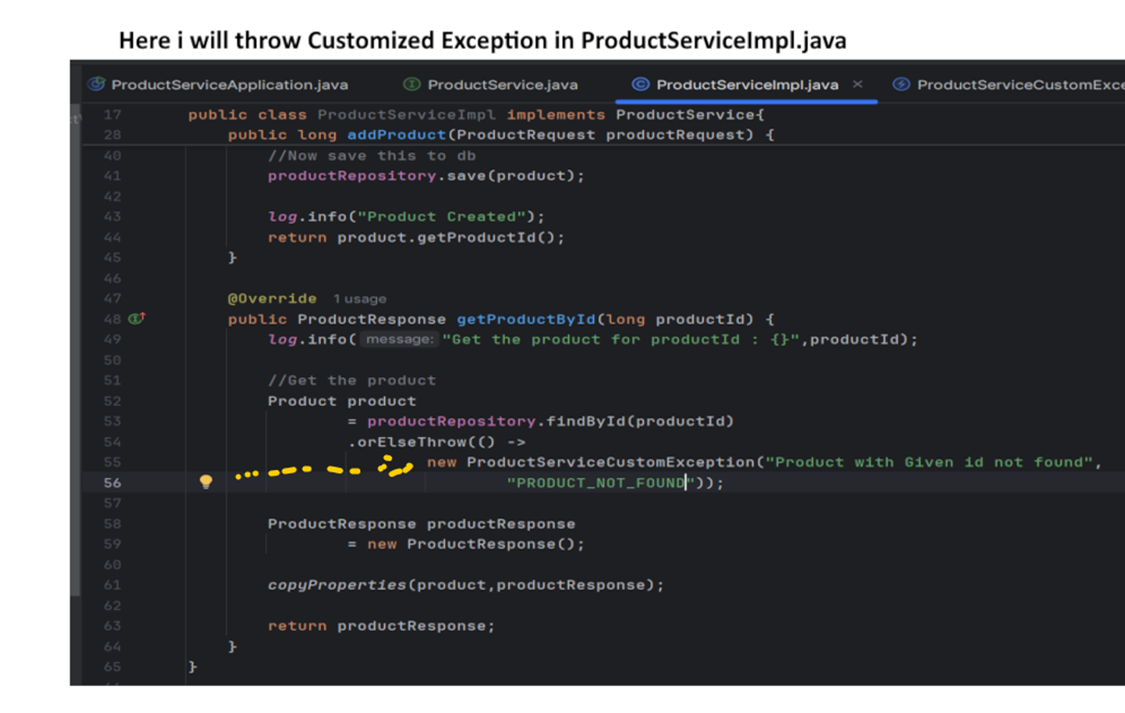 Here i will throw Customized Exception in ProductServiceImpl.java
ProductServiceApplication.java ProductService.java ProductServiceImpl.java × ProductServiceCustomExce
17 public class ProductServiceImpl implements ProductService{
28 public long addProduct(ProductRequest productRequest) {
40 //Now save this to db
41 productRepository.save(product);
42
43 log.info("Product Created");
44 return product.getProductId();
45 }
46
47 @Override 1 usage
48 public ProductResponse getProductById(long productId) {
49 log.info( message: "Get the product for productId : {}",productId);
50
51 //Get the product
52 Product product
53 = productRepository.findById(productId)
54 .orElseThrow(() ->
55 new ProductServiceCustomException("Product with Given id not found",
56 "PRODUCT_NOT_FOUND"));
57
58 ProductResponse productResponse
59 = new ProductResponse();
60
61 copyProperties(product,productResponse);
62
63 return productResponse;
64 }
65 }